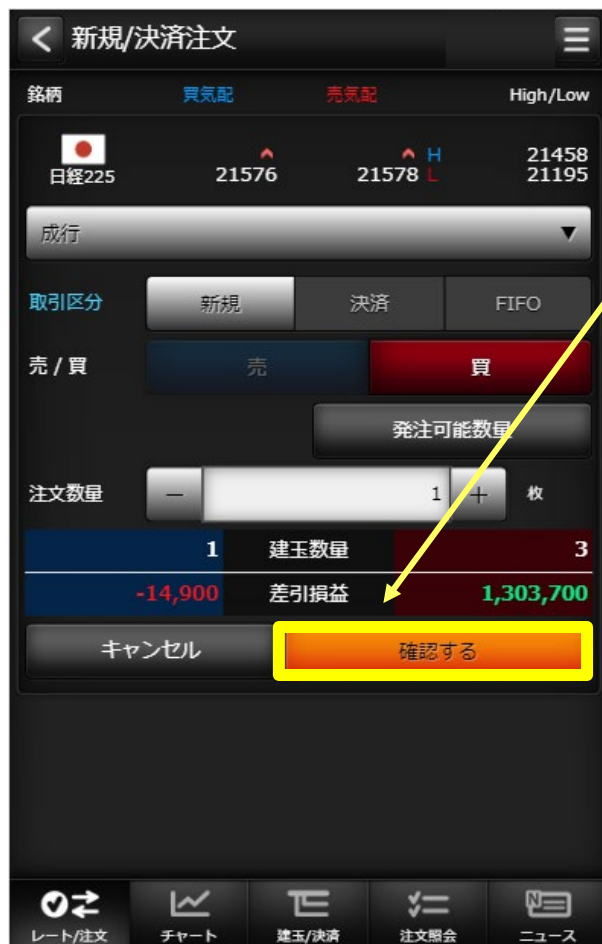 新規/決済注文
銘柄 買気配 売気配 High/Low
日経225 21576 21578 H 21458
L 21195
成行
取引区分 新規 決済 FIFO
売 / 買 売 買
発注可能数量
注文数量 － 1 ＋ 枚
1 建玉数量 3
-14,900 差引損益 1,303,700
キャンセル 確認する
レート/注文 チャート 建玉/決済 注文照会 ニュース